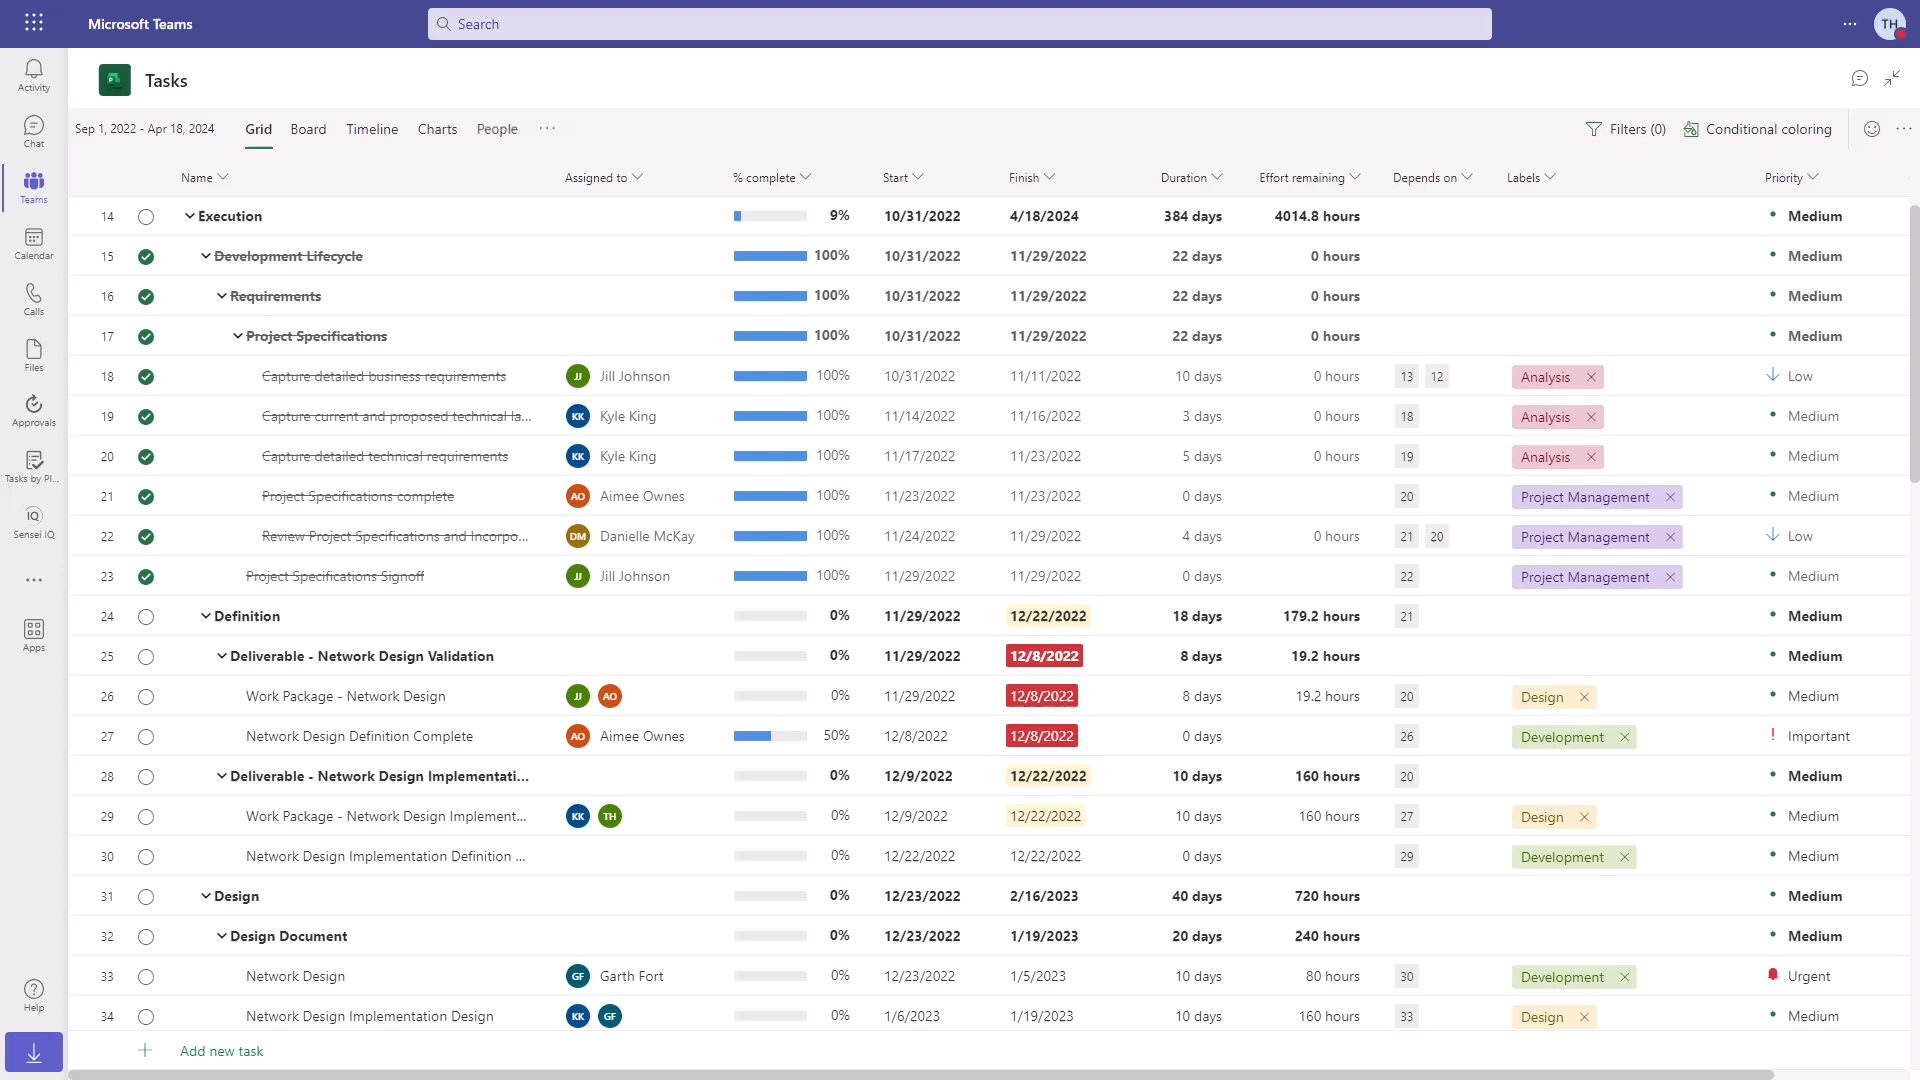 Microsoft Teams
Search
TH
Activity
Chat
Teams
Calendar
Calls
Files
Approvals
Tasks by Pl...
IQ
Sensei IQ
Apps
Help
Tasks
Sep 1, 2022 - Apr 18, 2024 Grid Board Timeline Charts People Filters (0) Conditional coloring
Name Assigned to % complete Start Finish Duration Effort remaining Depends on Labels Priority
14 Execution 9% 10/31/2022 4/18/2024 384 days 4014.8 hours Medium
15 Development Lifecycle 100% 10/31/2022 11/29/2022 22 days 0 hours Medium
16 Requirements 100% 10/31/2022 11/29/2022 22 days 0 hours Medium
17 Project Specifications 100% 10/31/2022 11/29/2022 22 days 0 hours Medium
18 Capture detailed business requirements JJ Jill Johnson 100% 10/31/2022 11/11/2022 10 days 0 hours 13 12 Analysis Low
19 Capture current and proposed technical la... KK Kyle King 100% 11/14/2022 11/16/2022 3 days 0 hours 18 Analysis Medium
20 Capture detailed technical requirements KK Kyle King 100% 11/17/2022 11/23/2022 5 days 0 hours 19 Analysis Medium
21 Project Specifications complete AO Aimee Ownes 100% 11/23/2022 11/23/2022 0 days 20 Project Management Medium
22 Review Project Specifications and Incorpo... DM Danielle McKay 100% 11/24/2022 11/29/2022 4 days 0 hours 21 20 Project Management Low
23 Project Specifications Signoff JJ Jill Johnson 100% 11/29/2022 11/29/2022 0 days 22 Project Management Medium
24 Definition 0% 11/29/2022 12/22/2022 18 days 179.2 hours 21 Medium
25 Deliverable - Network Design Validation 0% 11/29/2022 12/8/2022 8 days 19.2 hours Medium
26 Work Package - Network Design JJ AO 0% 11/29/2022 12/8/2022 8 days 19.2 hours 20 Design Medium
27 Network Design Definition Complete AO Aimee Ownes 50% 12/8/2022 12/8/2022 0 days 26 Development Important
28 Deliverable - Network Design Implementati... 0% 12/9/2022 12/22/2022 10 days 160 hours 20 Medium
29 Work Package - Network Design Implement... KK TH 0% 12/9/2022 12/22/2022 10 days 160 hours 27 Design Medium
30 Network Design Implementation Definition ... 0% 12/22/2022 12/22/2022 0 days 29 Development Medium
31 Design 0% 12/23/2022 2/16/2023 40 days 720 hours Medium
32 Design Document 0% 12/23/2022 1/19/2023 20 days 240 hours Medium
33 Network Design GF Garth Fort 0% 12/23/2022 1/5/2023 10 days 80 hours 30 Development Urgent
34 Network Design Implementation Design KK GF 0% 1/6/2023 1/19/2023 10 days 160 hours 33 Design Medium
Add new task